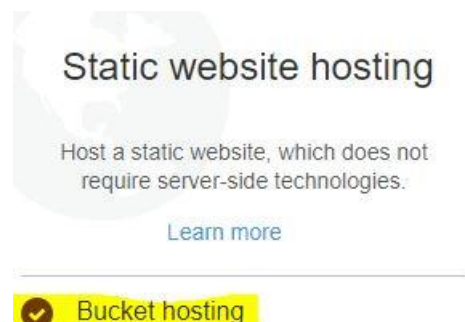 Static website hosting
Host a static website, which does not
require server-side technologies.
Learn more
Bucket hosting